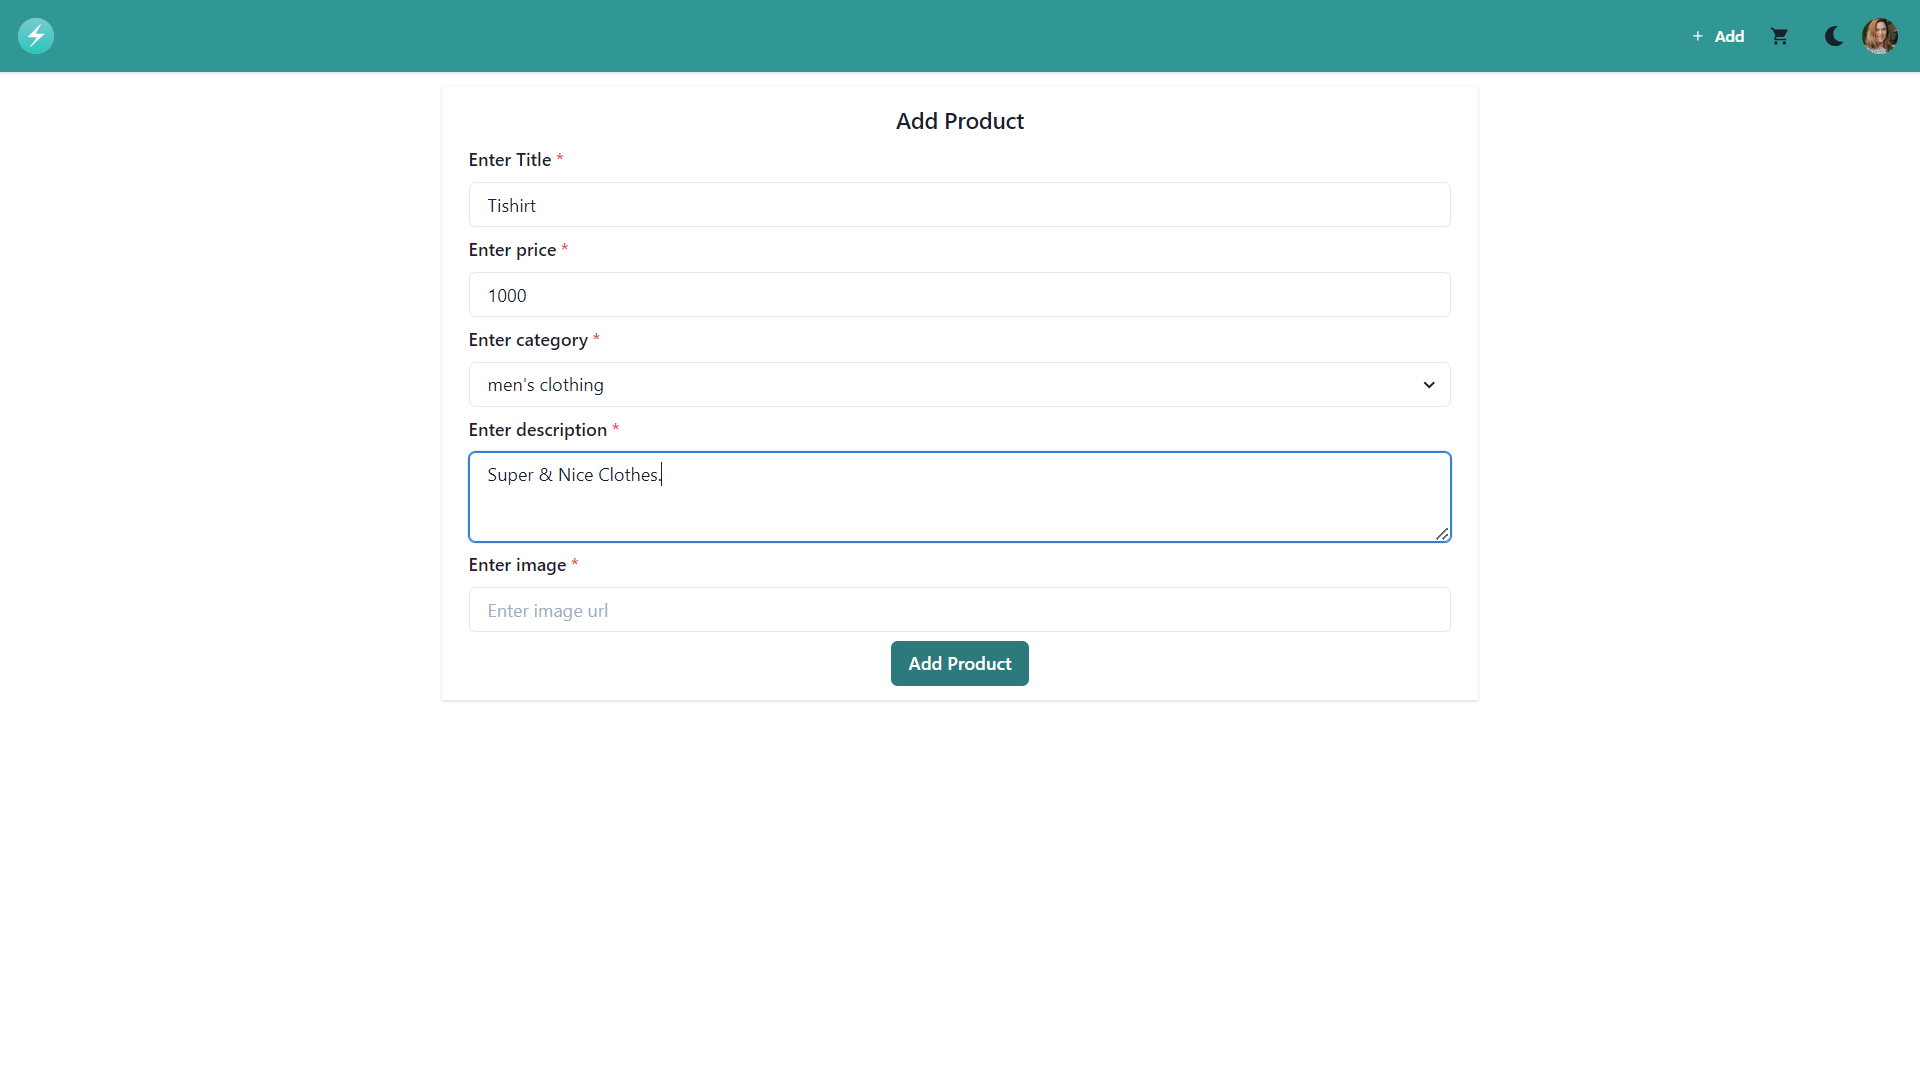 + Add
Add Product
Enter Title *
Tishirt
Enter price *
1000
Enter category *
men's clothing
Enter description *
Super & Nice Clothes.
Enter image *
Enter image url
Add Product